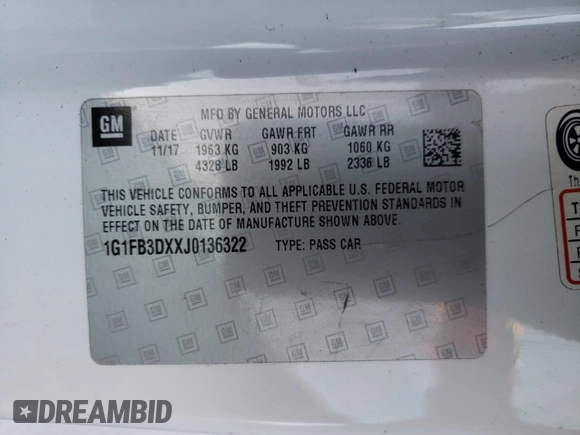 GM
MFD BY GENERAL MOTORS LLC
DATE GVWR GAWR FRT GAWR RR
11/17 1963 KG 903 KG 1060 KG
4328 LB 1992 LB 2336 LB
THIS VEHICLE CONFORMS TO ALL APPLICABLE U.S. FEDERAL MOTOR
VEHICLE SAFETY, BUMPER, AND THEFT PREVENTION STANDARDS IN
EFFECT ON THE DATE OF MANUFACTURE SHOWN ABOVE.
1G1FB3DXXJ0136322 TYPE: PASS CAR
DREAMBID